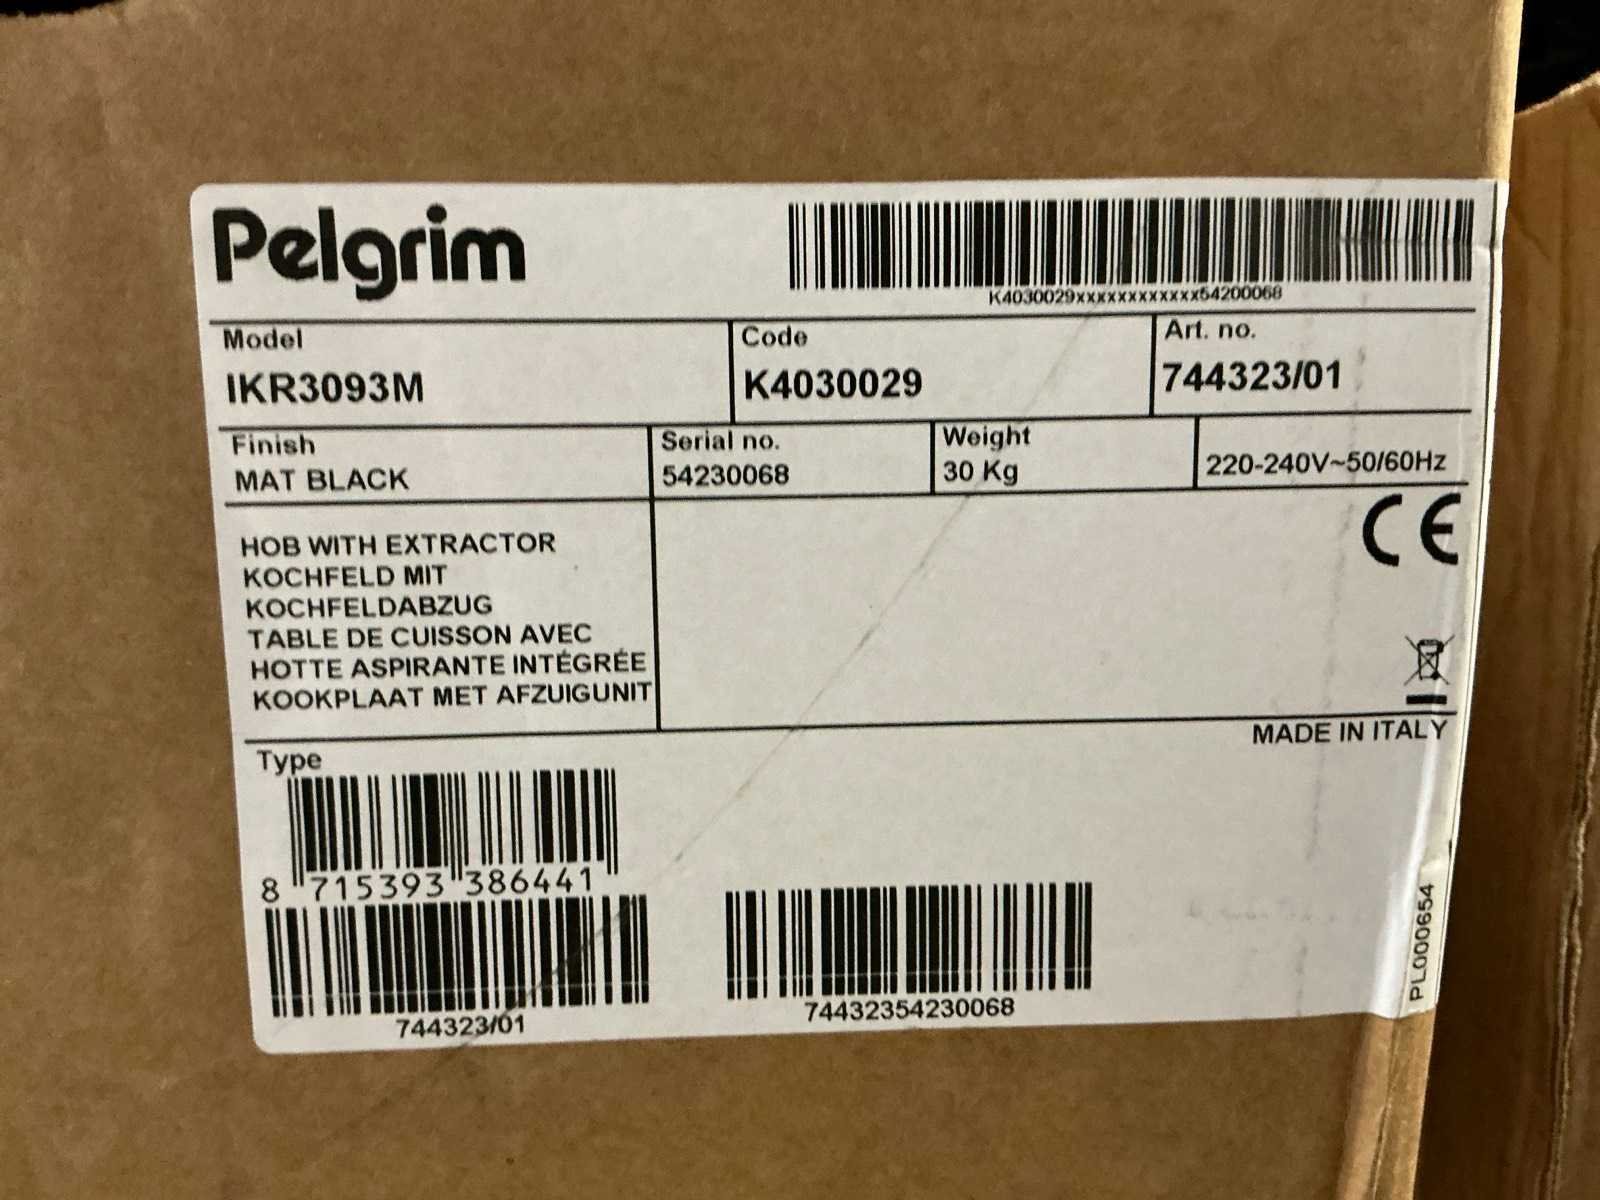 Pelgrim
K4030029xxxxxxxxxxxxx54200068
Model
IKR3093M
Code
K4030029
Art. no.
744323/01
Finish
MAT BLACK
Serial no.
54230068
Weight
30 Kg
220-240V~50/60Hz
CE
HOB WITH EXTRACTOR
KOCHFELD MIT
KOCHFELDABZUG
TABLE DE CUISSON AVEC
HOTTE ASPIRANTE INTÉGRÉE
KOOKPLAAT MET AFZUIGUNIT
MADE IN ITALY
Type
8 715393 386441
744323/01
74432354230068
PL000654